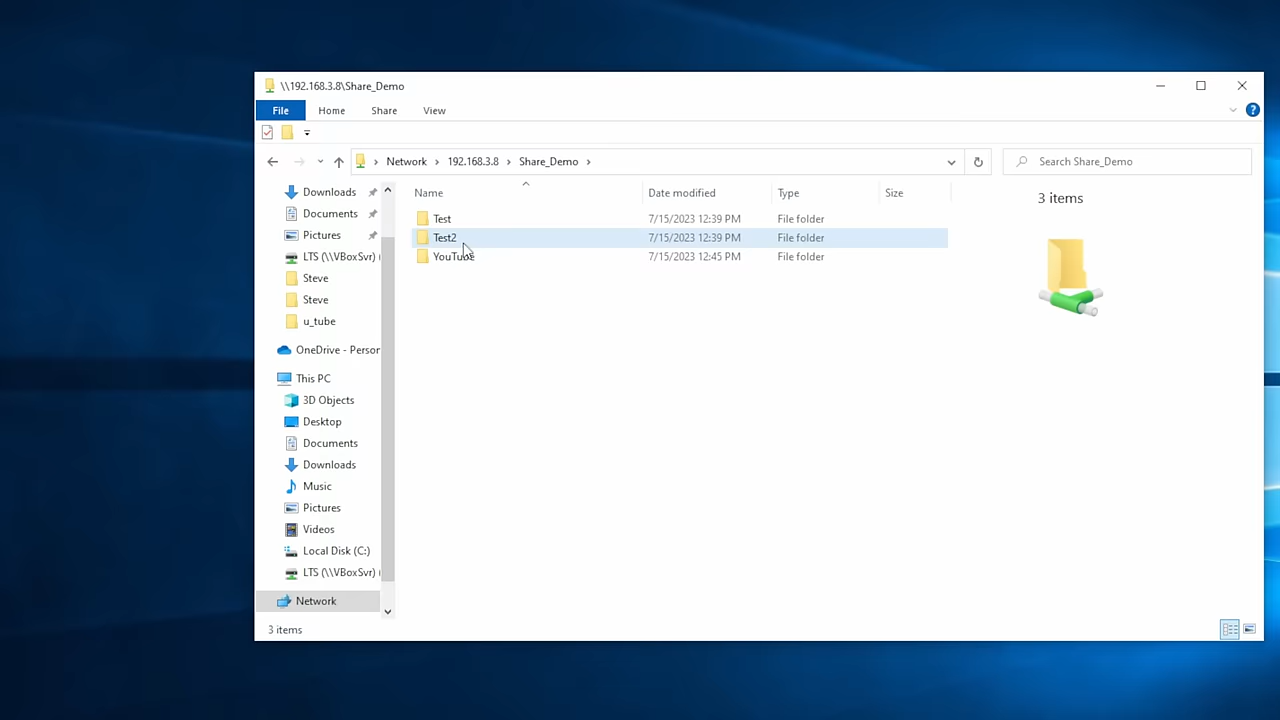 \\192.168.3.8\Share_Demo
File Home Share View
Network > 192.168.3.8 > Share_Demo >
Search Share_Demo
Downloads
Documents
Pictures
LTS (\\VBoxSvr) (
Steve
Steve
u_tube
OneDrive - Person
This PC
3D Objects
Desktop
Documents
Downloads
Music
Pictures
Videos
Local Disk (C:)
LTS (\\VBoxSvr) (
Network
Name Date modified Type Size
Test 7/15/2023 12:39 PM File folder
Test2 7/15/2023 12:39 PM File folder
YouTube 7/15/2023 12:45 PM File folder
3 items
3 items